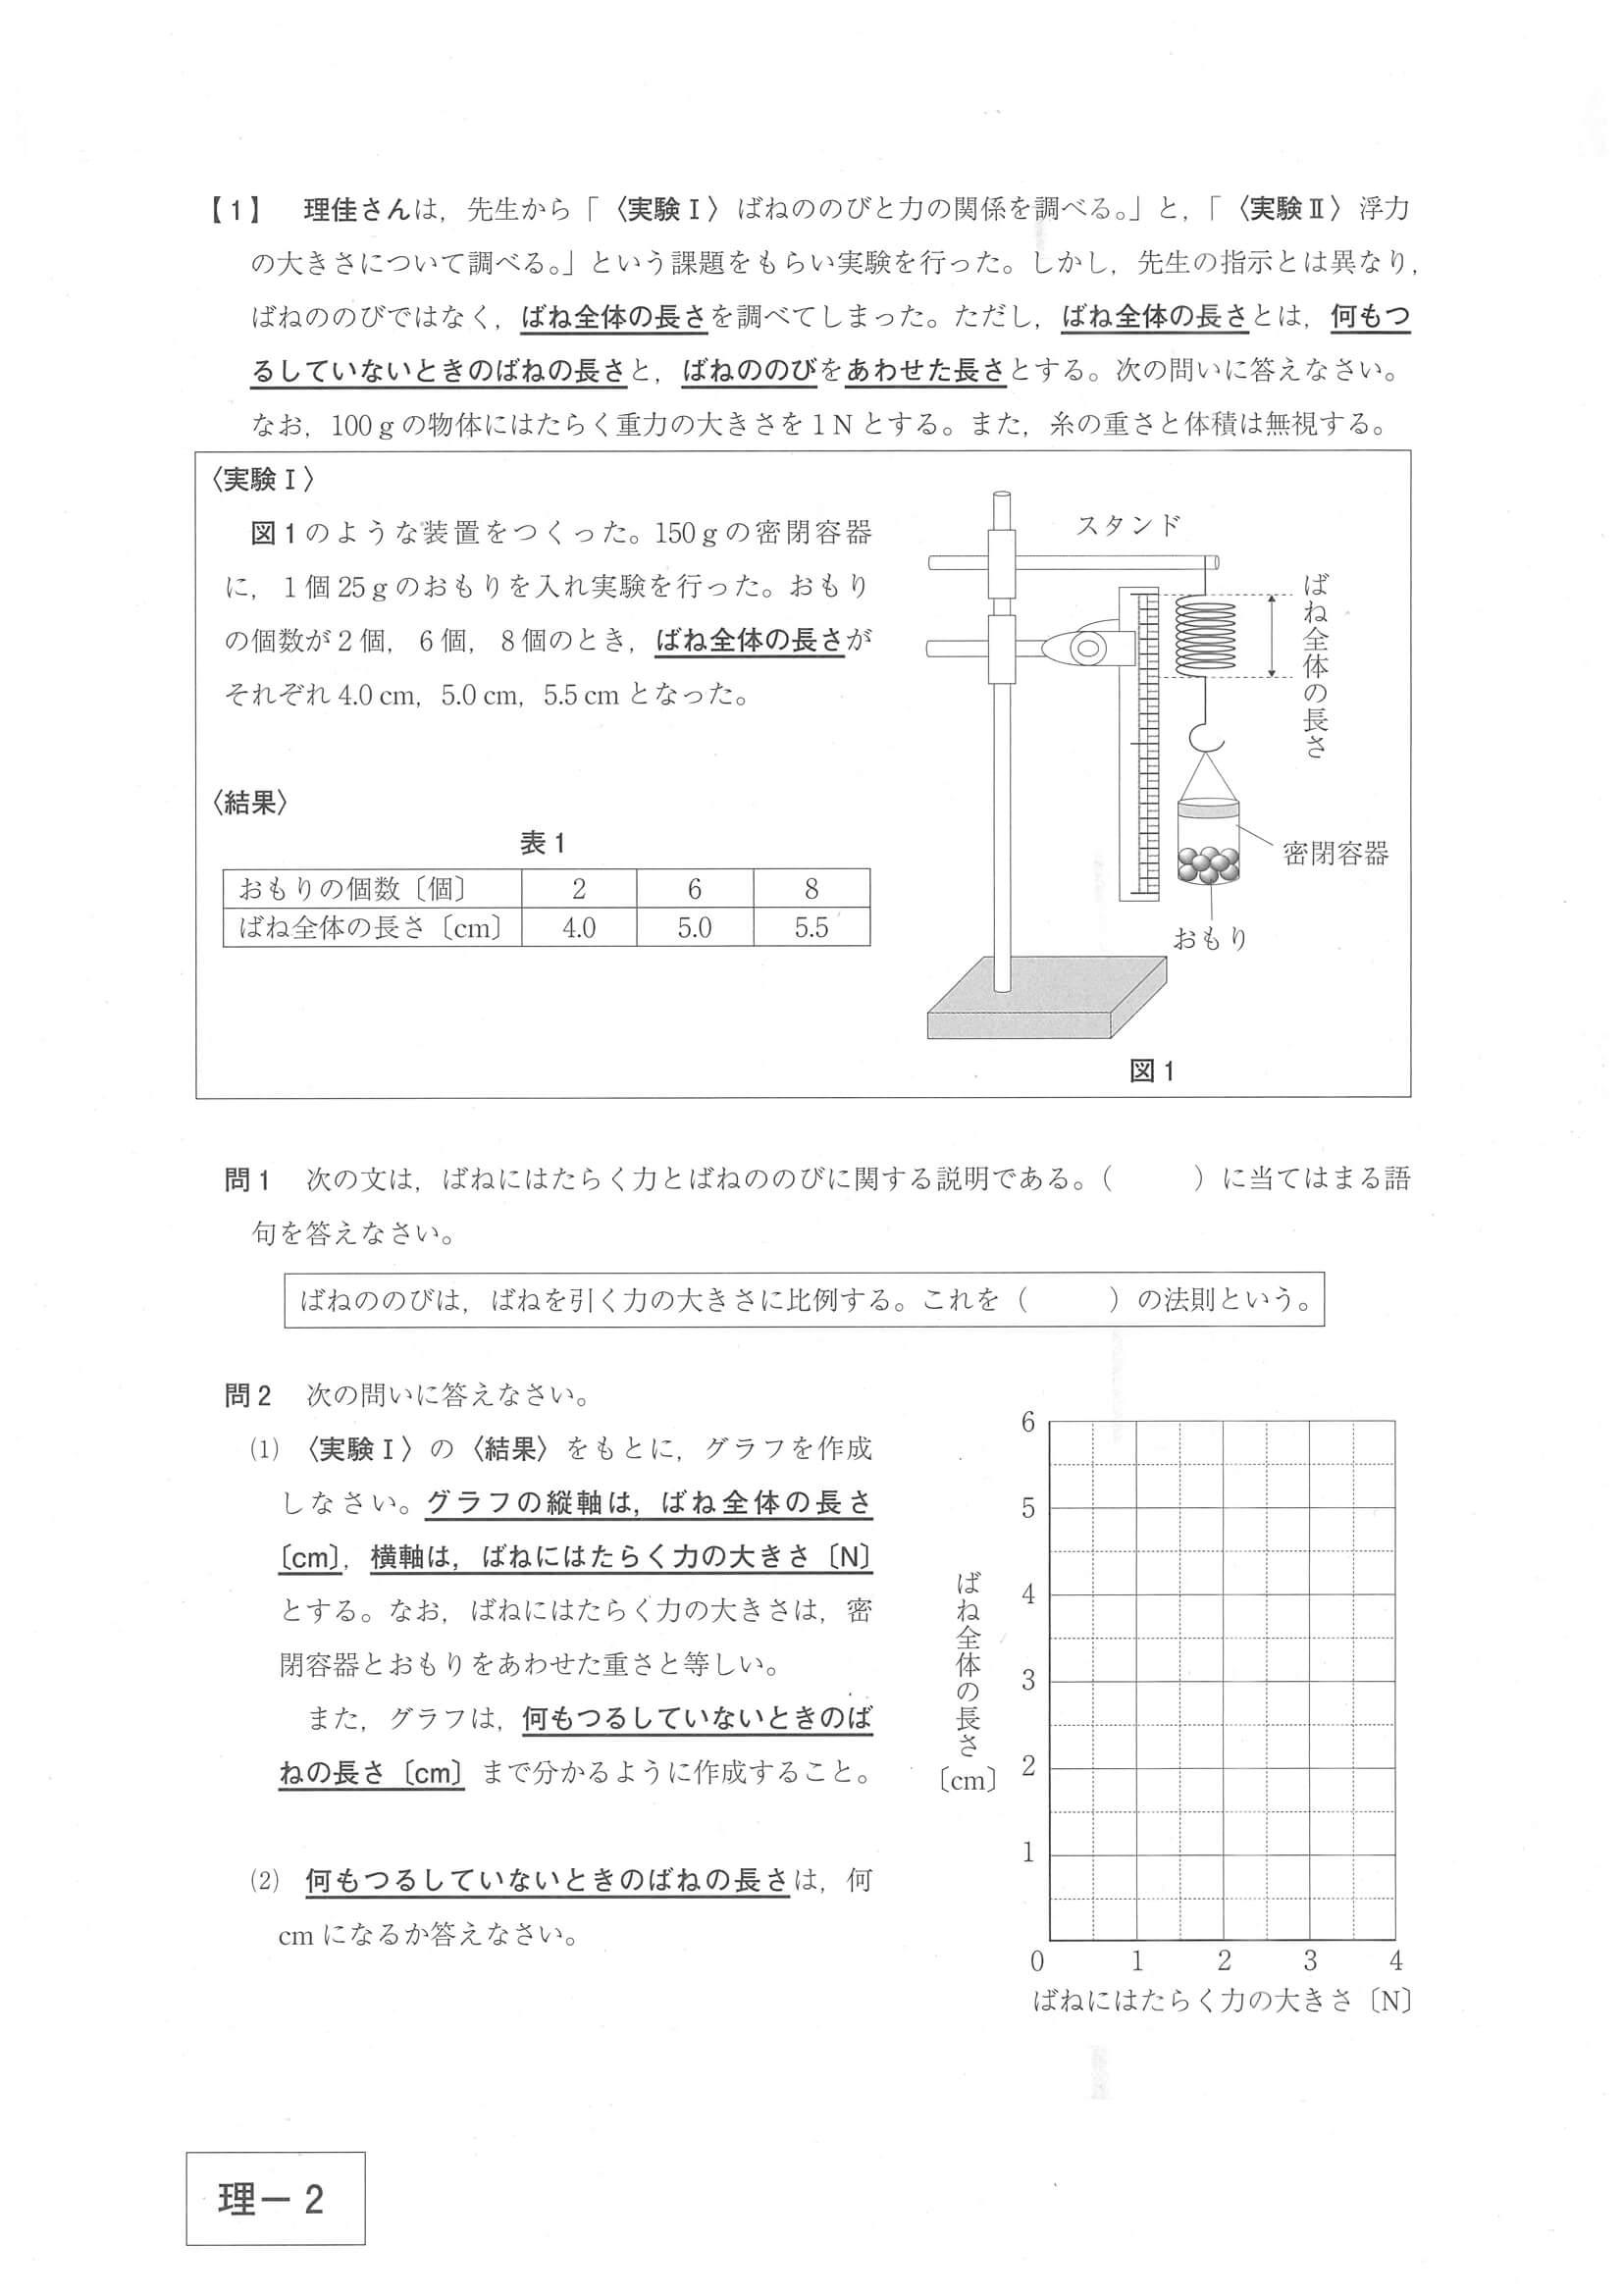 【1】　理佳さんは，先生から「〈実験Ⅰ〉ばねののびと力の関係を調べる。」と，「〈実験Ⅱ〉浮力
の大きさについて調べる。」という課題をもらい実験を行った。しかし，先生の指示とは異なり，
ばねののびではなく，ばね全体の長さを調べてしまった。ただし，ばね全体の長さとは，何もつ
るしていないときのばねの長さと，ばねののびをあわせた長さとする。次の問いに答えなさい。
なお，100gの物体にはたらく重力の大きさを1Nとする。また，糸の重さと体積は無視する。
〈実験Ⅰ〉
図1のような装置をつくった。150gの密閉容器
に，1個25gのおもりを入れ実験を行った。おもり
の個数が2個，6個，8個のとき，ばね全体の長さが
それぞれ4.0cm，5.0cm，5.5cmとなった。
〈結果〉
表1
おもりの個数〔個〕 2 6 8
ばね全体の長さ〔cm〕 4.0 5.0 5.5
スタンド
ばね全体の長さ
密閉容器
おもり
図1
問1　次の文は，ばねにはたらく力とばねののびに関する説明である。（　　　）に当てはまる語
句を答えなさい。
ばねののびは，ばねを引く力の大きさに比例する。これを（　　　）の法則という。
問2　次の問いに答えなさい。
⑴　〈実験Ⅰ〉の〈結果〉をもとに，グラフを作成
しなさい。グラフの縦軸は，ばね全体の長さ
〔cm〕，横軸は，ばねにはたらく力の大きさ〔N〕
とする。なお，ばねにはたらく力の大きさは，密
閉容器とおもりをあわせた重さと等しい。
また，グラフは，何もつるしていないときのば
ねの長さ〔cm〕まで分かるように作成すること。
⑵　何もつるしていないときのばねの長さは，何
cmになるか答えなさい。
6
5
4
3
2
1
ばね全体の長さ
〔cm〕
0 1 2 3 4
ばねにはたらく力の大きさ〔N〕
理－2